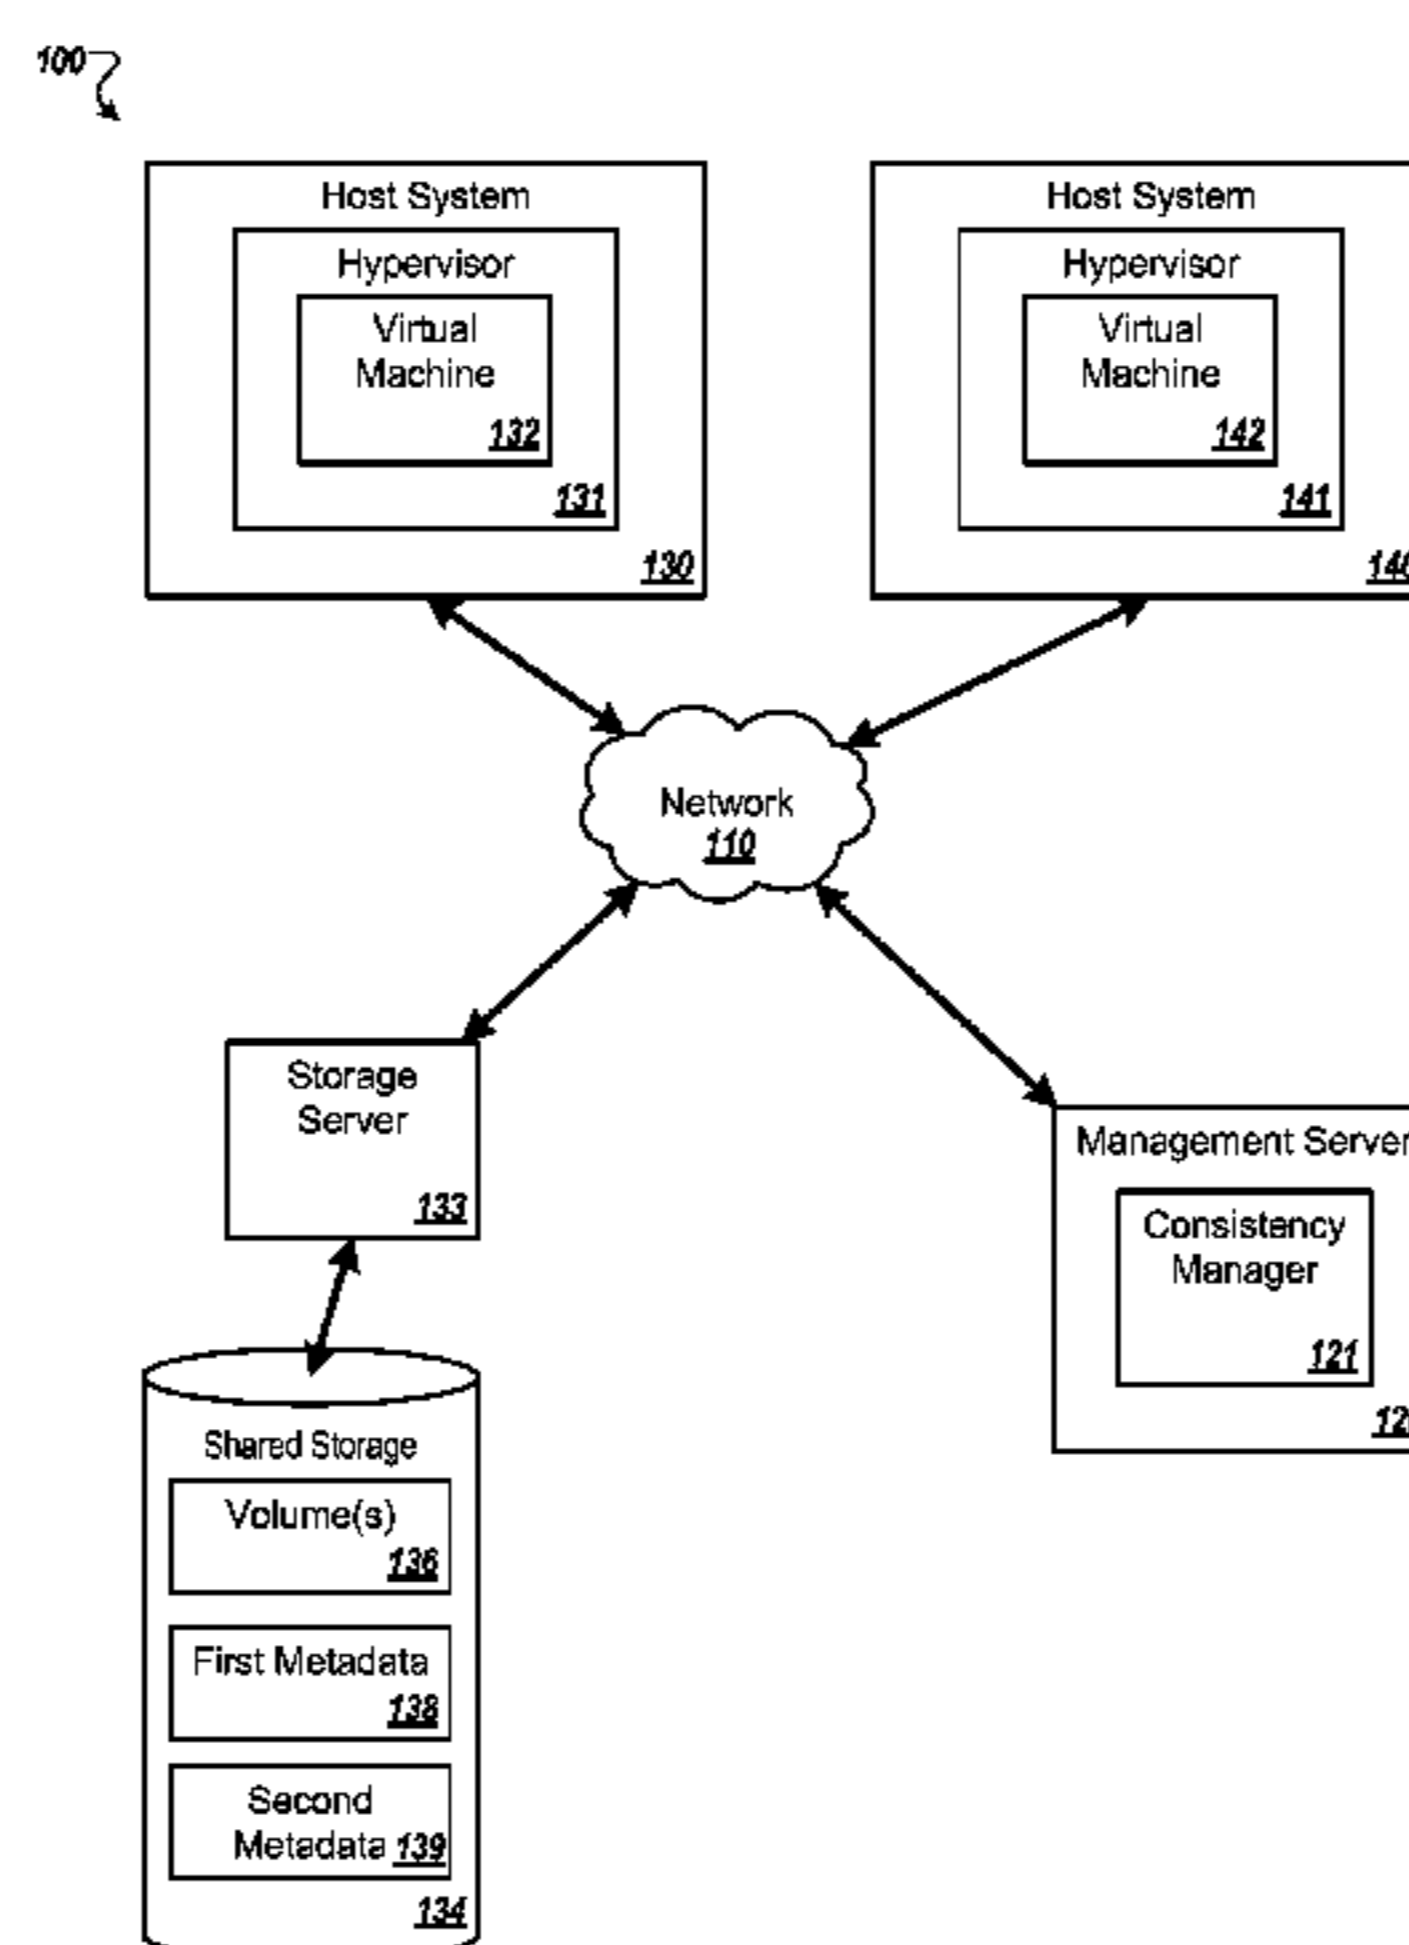 100
Host System
Hypervisor
Virtual
Machine
132
131
130
Host System
Hypervisor
Virtual
Machine
142
141
Network
110
Storage
Server
133
Management Server
Consistency
Manager
121
Shared Storage
Volume(s)
136
First Metadata
138
Second
Metadata 139
134